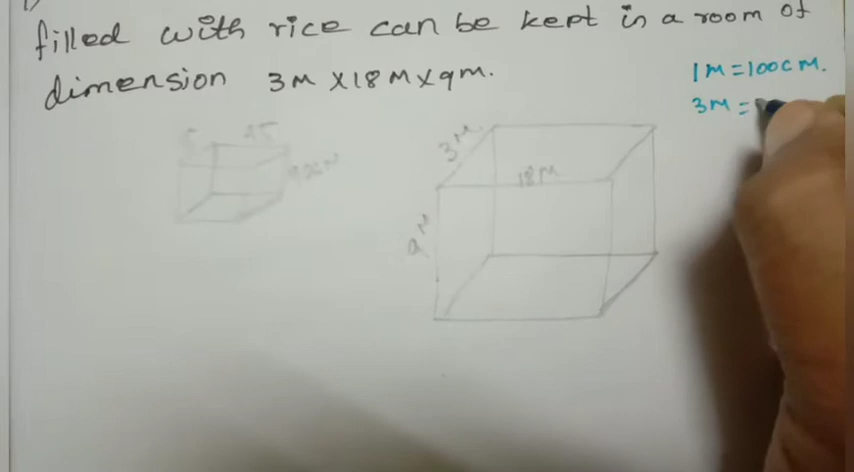 filled with rice can be kept in a room of
dimension 3M X18MX9M.
1M=100CM.
3M =
3M
18M
9M